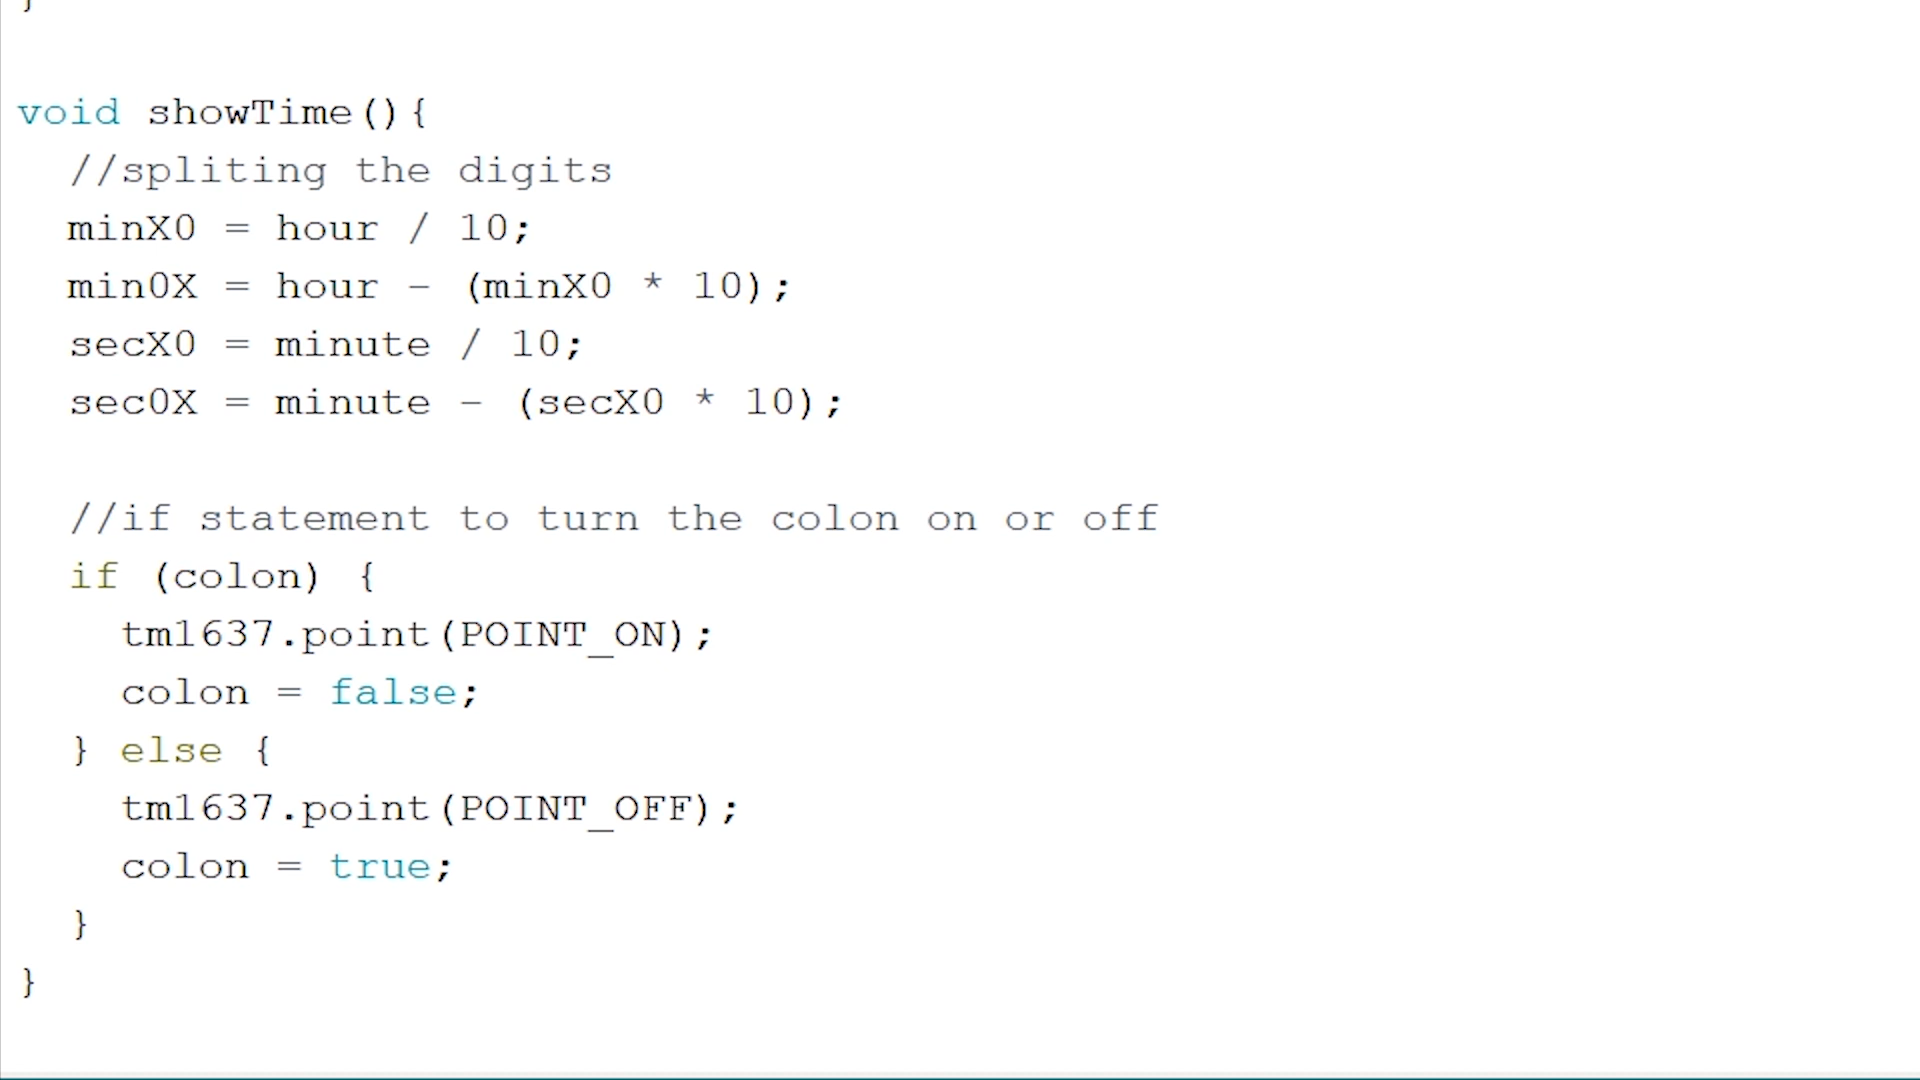 }
void showTime(){
//spliting the digits
minX0 = hour / 10;
min0X = hour - (minX0 * 10);
secX0 = minute / 10;
sec0X = minute - (secX0 * 10);
//if statement to turn the colon on or off
if (colon) {
tm1637.point(POINT_ON);
colon = false;
} else {
tm1637.point(POINT_OFF);
colon = true;
}
}